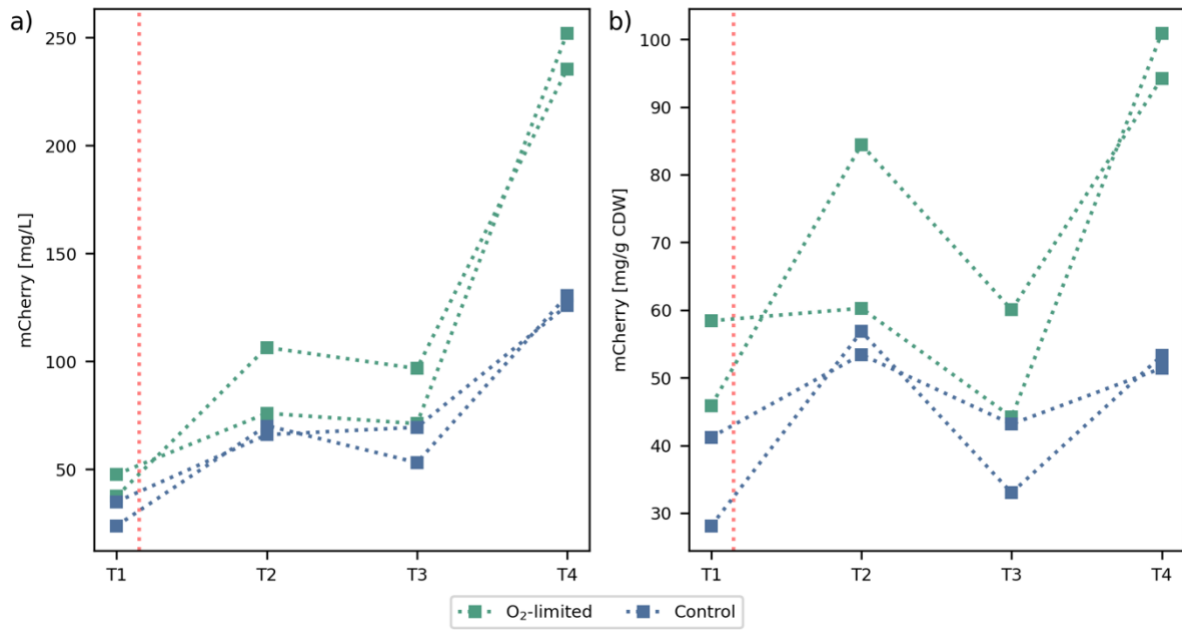 a)
mCherry [mg/L]
250
200
150
100
50
T1 T2 T3 T4
b)
mCherry [mg/g CDW]
100
90
80
70
60
50
40
30
T1 T2 T3 T4
O₂-limited Control